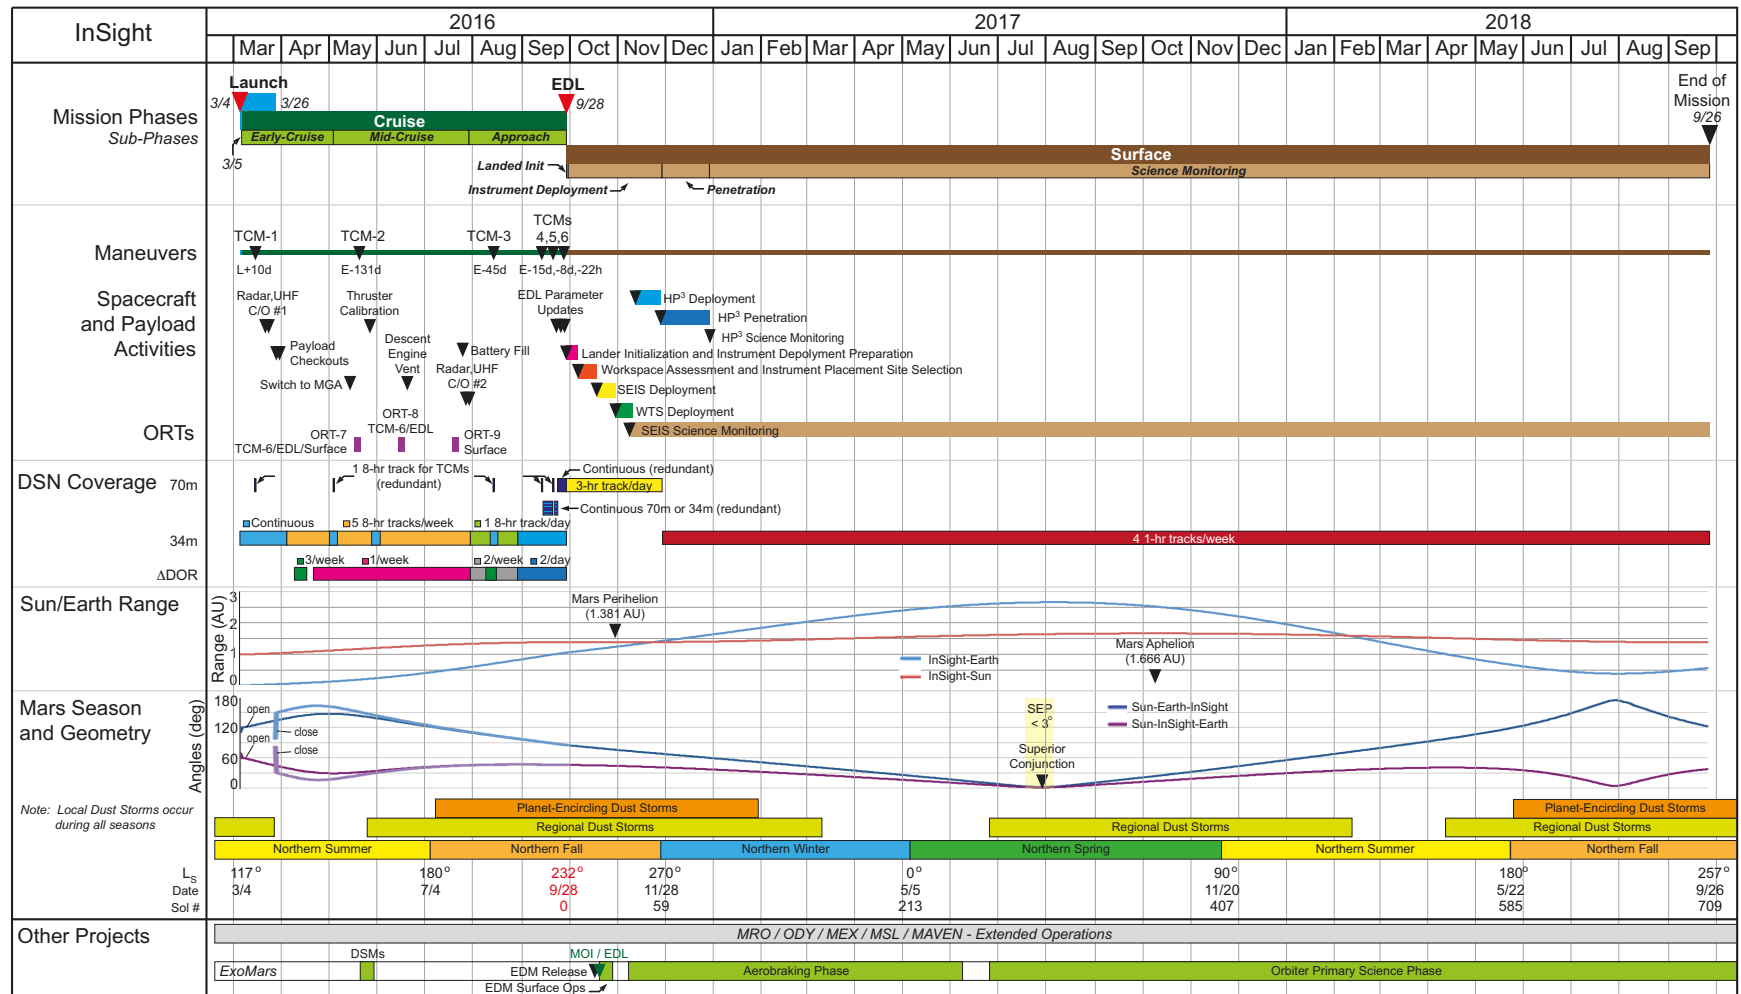 InSight
2016
2017
2018
Mar Apr May Jun Jul Aug Sep Oct Nov Dec Jan Feb Mar Apr May Jun Jul Aug Sep Oct Nov Dec Jan Feb Mar Apr May Jun Jul Aug Sep
Mission Phases
Sub-Phases
Launch
3/4
3/26
3/5
EDL
9/28
Cruise
Early-Cruise Mid-Cruise Approach
End of
Mission
9/26
Surface
Landed Init
Science Monitoring
Instrument Deployment
Penetration
Maneuvers
TCM-1
TCM-2
TCM-3
TCMs
4,5,6
L+10d
E-131d
E-45d
E-15d,-8d,-22h
Spacecraft
and Payload
Activities
Radar,UHF
C/O #1
Thruster
Calibration
EDL Parameter
Updates
HP³ Deployment
HP³ Penetration
HP³ Science Monitoring
Payload
Checkouts
Descent
Engine
Vent
Battery Fill
Lander Initialization and Instrument Depolyment Preparation
Switch to MGA
Radar,UHF
C/O #2
Workspace Assessment and Instrument Placement Site Selection
SEIS Deployment
WTS Deployment
SEIS Science Monitoring
ORTs
ORT-7
TCM-6/EDL/Surface
ORT-8
TCM-6/EDL
ORT-9
Surface
DSN Coverage
70m
1 8-hr track for TCMs
(redundant)
Continuous (redundant)
3-hr track/day
Continuous 70m or 34m (redundant)
Continuous
5 8-hr tracks/week
1 8-hr track/day
34m
4 1-hr tracks/week
3/week
1/week
2/week
2/day
ΔDOR
Sun/Earth Range
Range (AU)
3
2
1
0
Mars Perihelion
(1.381 AU)
InSight-Earth
InSight-Sun
Mars Aphelion
(1.666 AU)
Mars Season
and Geometry
Angles (deg)
180
120
60
0
open
close
open
close
SEP
< 3°
Superior
Conjunction
Sun-Earth-InSight
Sun-InSight-Earth
Note: Local Dust Storms occur
during all seasons
Planet-Encircling Dust Storms
Planet-Encircling Dust Storms
Regional Dust Storms
Regional Dust Storms
Regional Dust Storms
Northern Summer Northern Fall Northern Winter Northern Spring Northern Summer Northern Fall
Ls 117° 180° 232° 270° 0° 90° 180° 257°
Date 3/4 7/4 9/28 11/28 5/5 11/20 5/22 9/26
Sol # 0 59 213 407 585 709
Other Projects
MRO / ODY / MEX / MSL / MAVEN - Extended Operations
DSMs
MOI / EDL
ExoMars
EDM Release
Aerobraking Phase
Orbiter Primary Science Phase
EDM Surface Ops